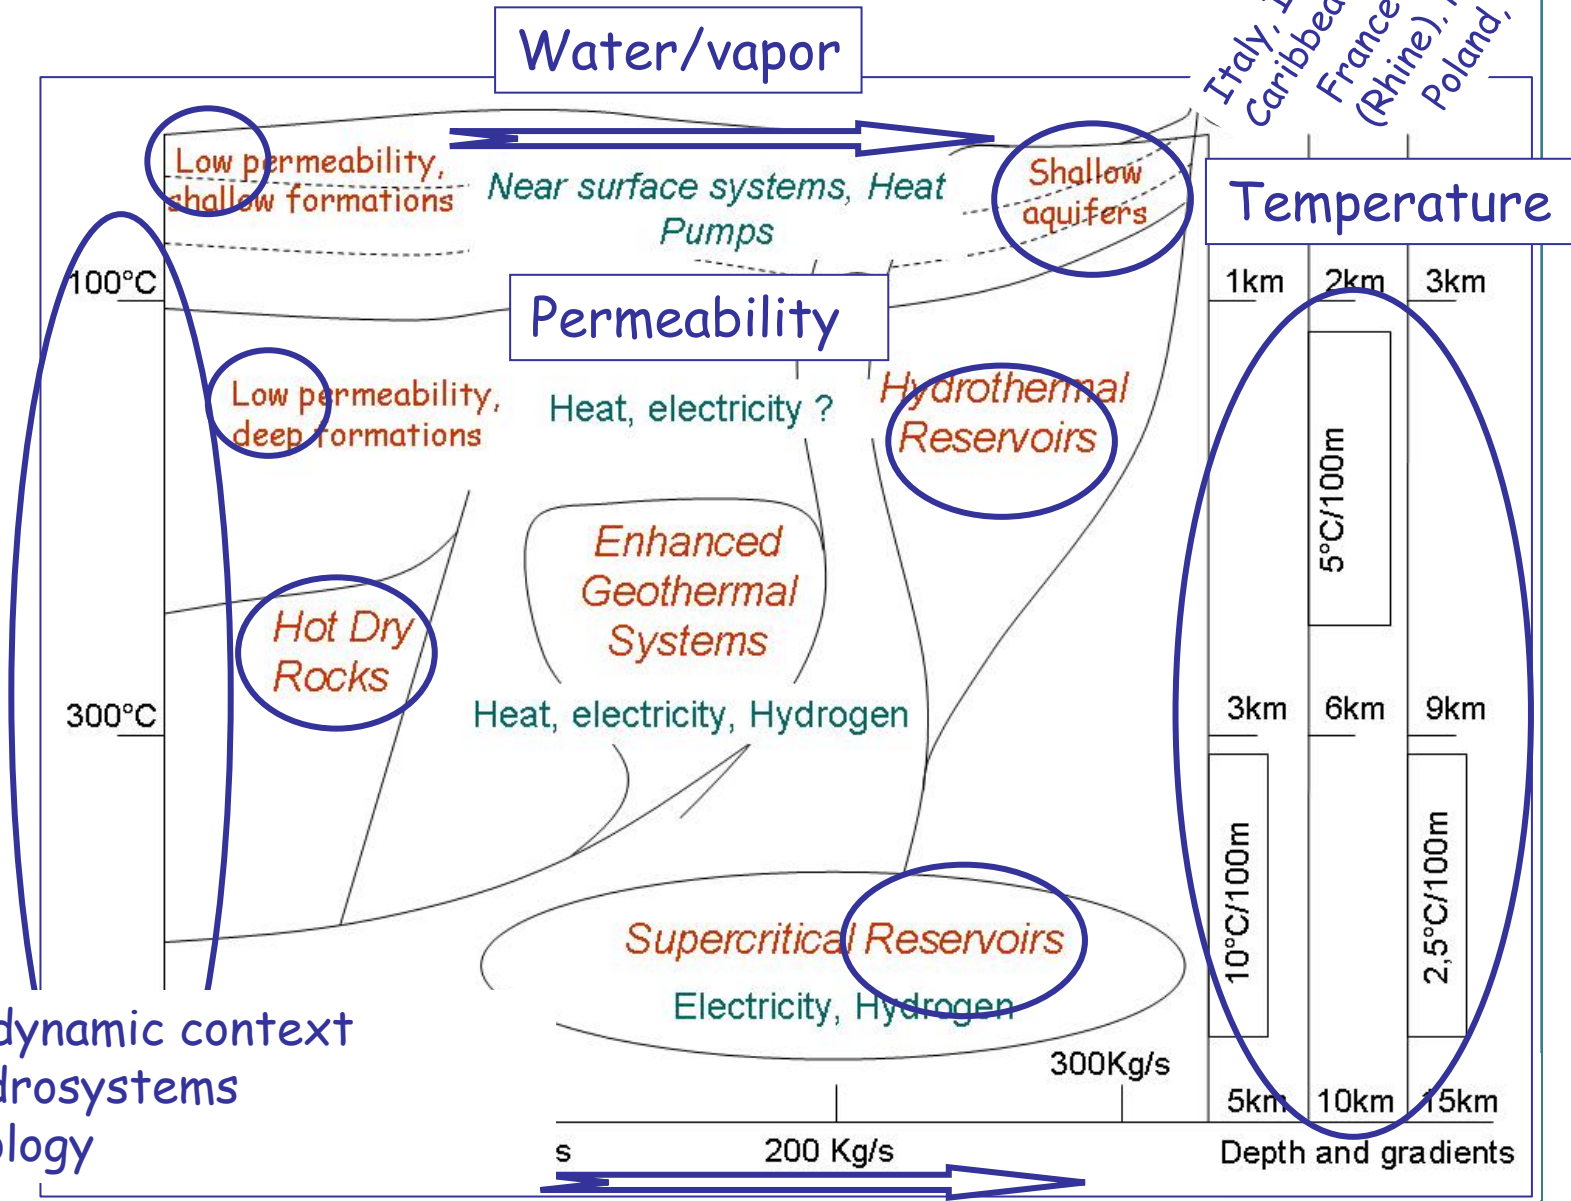 Italy,
Caribbea
France
(Rhine),
Poland,
Water/vapor
Low permeability,
shallow formations
Near surface systems, Heat
Pumps
Shallow
aquifers
Temperature
100°C
1km
2km
3km
Permeability
Low permeability,
deep formations
Heat, electricity ?
Hydrothermal
Reservoirs
5°C/100m
Enhanced
Geothermal
Systems
Hot Dry
Rocks
300°C
Heat, electricity, Hydrogen
3km
6km
9km
10°C/100m
2,5°C/100m
Supercritical Reservoirs
Electricity, Hydrogen
dynamic context
drosystems
ology
300Kg/s
5km
10km
15km
s
200 Kg/s
Depth and gradients